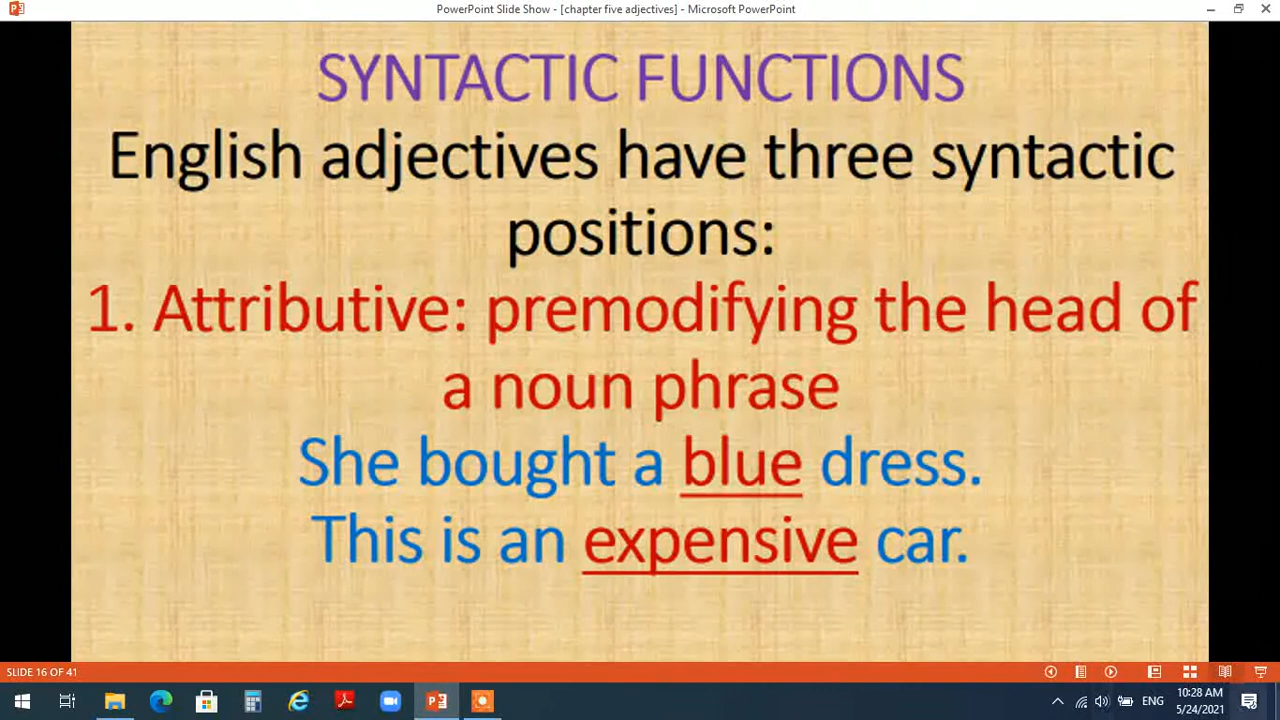 PowerPoint Slide Show - [chapter five adjectives] - Microsoft PowerPoint
SYNTACTIC FUNCTIONS
English adjectives have three syntactic
positions:
1. Attributive: premodifying the head of
a noun phrase
She bought a blue dress.
This is an expensive car.
SLIDE 16 OF 41
ENG
10:28 AM
5/24/2021